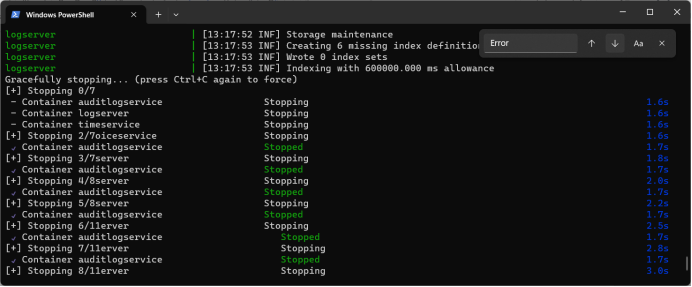 Windows PowerShell
logserver | [13:17:52 INF] Storage maintenance
logserver | [13:17:53 INF] Creating 6 missing index definition
logserver | [13:17:53 INF] Wrote 0 index sets
logserver | [13:17:53 INF] Indexing with 600000.000 ms allowance
Error
Aa
Gracefully stopping... (press Ctrl+C again to force)
[+] Stopping 0/7
- Container auditlogservice Stopping 1.6s
- Container logserver Stopping 1.6s
- Container timeservice Stopping 1.6s
[+] Stopping 2/7oiceservice Stopping 1.6s
✓ Container auditlogservice Stopped 1.7s
[+] Stopping 3/7server Stopping 1.8s
✓ Container auditlogservice Stopped 1.7s
[+] Stopping 4/8server Stopping 2.0s
✓ Container auditlogservice Stopped 1.7s
[+] Stopping 5/8server Stopping 2.2s
✓ Container auditlogservice Stopped 1.7s
[+] Stopping 6/11erver Stopping 2.5s
✓ Container auditlogservice Stopped 1.7s
[+] Stopping 7/11erver Stopping 2.8s
✓ Container auditlogservice Stopped 1.7s
[+] Stopping 8/11erver Stopping 3.0s